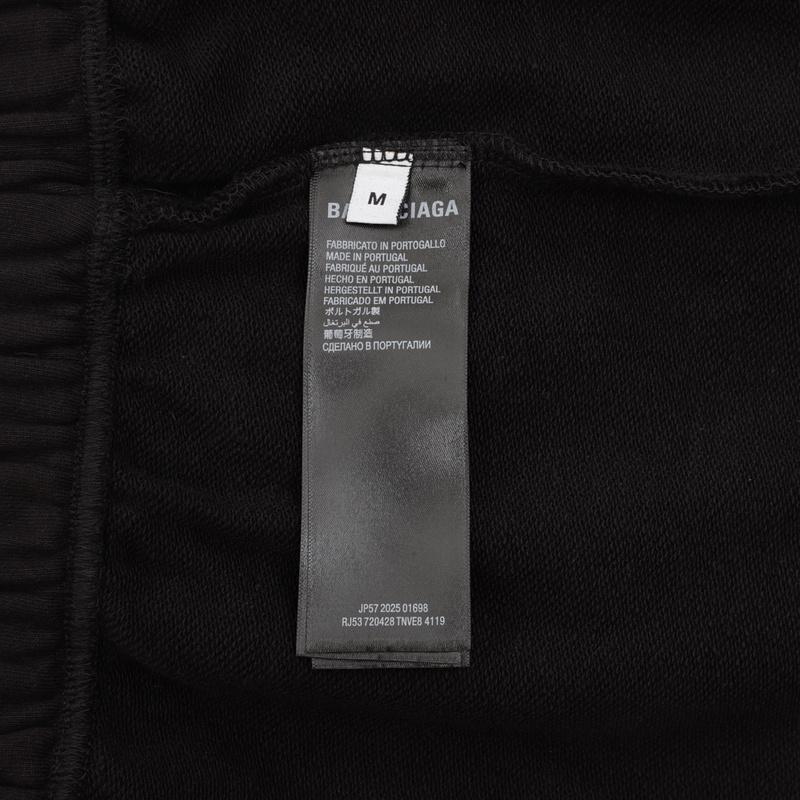 M
BA CIAGA
FABBRICATO IN PORTOGALLO
MADE IN PORTUGAL
FABRIQUÉ AU PORTUGAL
HECHO EN PORTUGAL
HERGESTELLT IN PORTUGAL
FABRICADO EM PORTUGAL
ポルトガル製
صنع في البرتغال
葡萄牙制造
СДЕЛАНО В ПОРТУГАЛИИ
JP57 2025 01698
RJ53 720428 TNVE8 4119